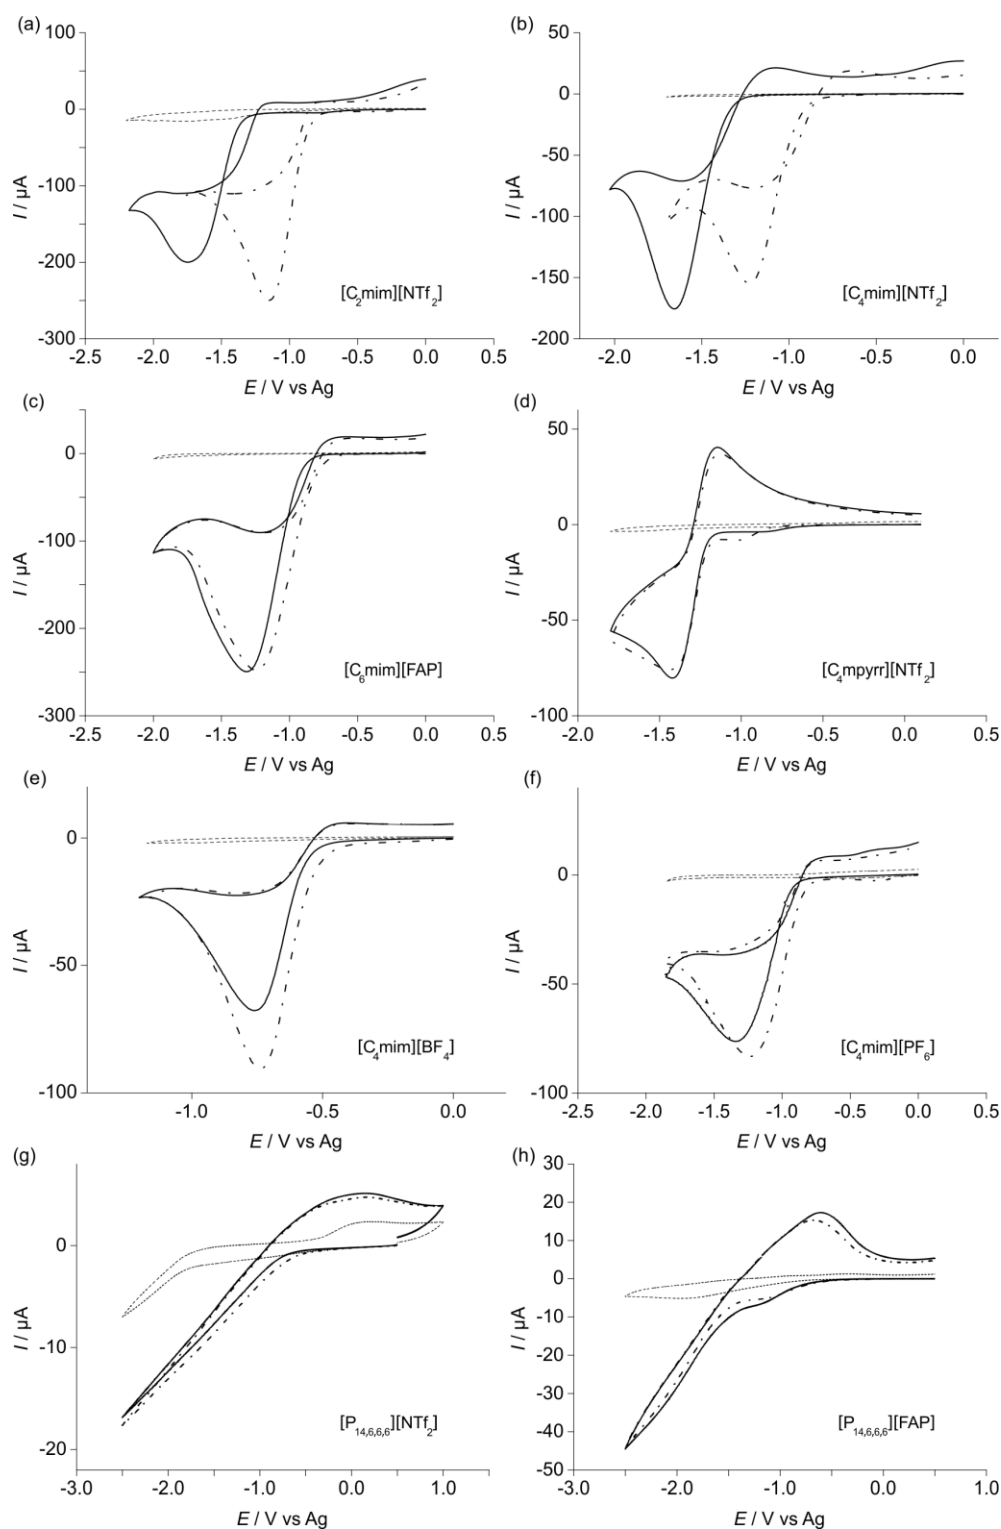 (a)
100
0
-100
-200
-300
I / µA
-2.5 -2.0 -1.5 -1.0 -0.5 0.0 0.5
E / V vs Ag
[C2mim][NTf2]
(b)
50
0
-50
-100
-150
-200
I / µA
-2.0 -1.5 -1.0 -0.5 0.0
E / V vs Ag
[C4mim][NTf2]
(c)
0
-100
-200
-300
I / µA
-2.5 -2.0 -1.5 -1.0 -0.5 0.0 0.5
E / V vs Ag
[C6mim][FAP]
(d)
50
0
-50
-100
I / µA
-2.0 -1.5 -1.0 -0.5 0.0 0.5
E / V vs Ag
[C4mpyrr][NTf2]
(e)
0
-50
-100
I / µA
-1.0 -0.5 0.0
E / V vs Ag
[C4mim][BF4]
(f)
0
-50
-100
I / µA
-2.5 -2.0 -1.5 -1.0 -0.5 0.0 0.5
E / V vs Ag
[C4mim][PF6]
(g)
0
-10
-20
I / µA
-3.0 -2.0 -1.0 0.0 1.0
E / V vs Ag
[P14,6,6,6][NTf2]
(h)
30
20
10
0
-10
-20
-30
-40
-50
I / µA
-3.0 -2.0 -1.0 0.0 1.0
E / V vs Ag
[P14,6,6,6][FAP]